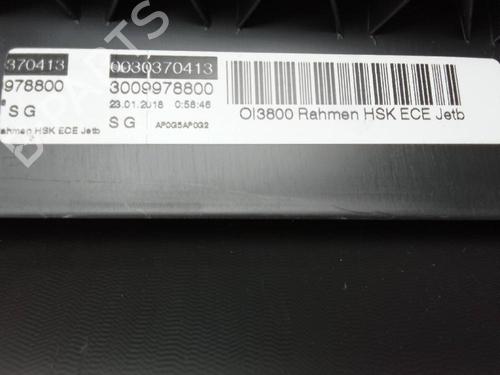 370413
978800
S G
ahmen HSK ECE Jetb
0030370413
3009978800
23.01.2018 0:58:46
S G AP0G5AP0G2
OI3800 Rahmen HSK ECE Jetb
PARTS